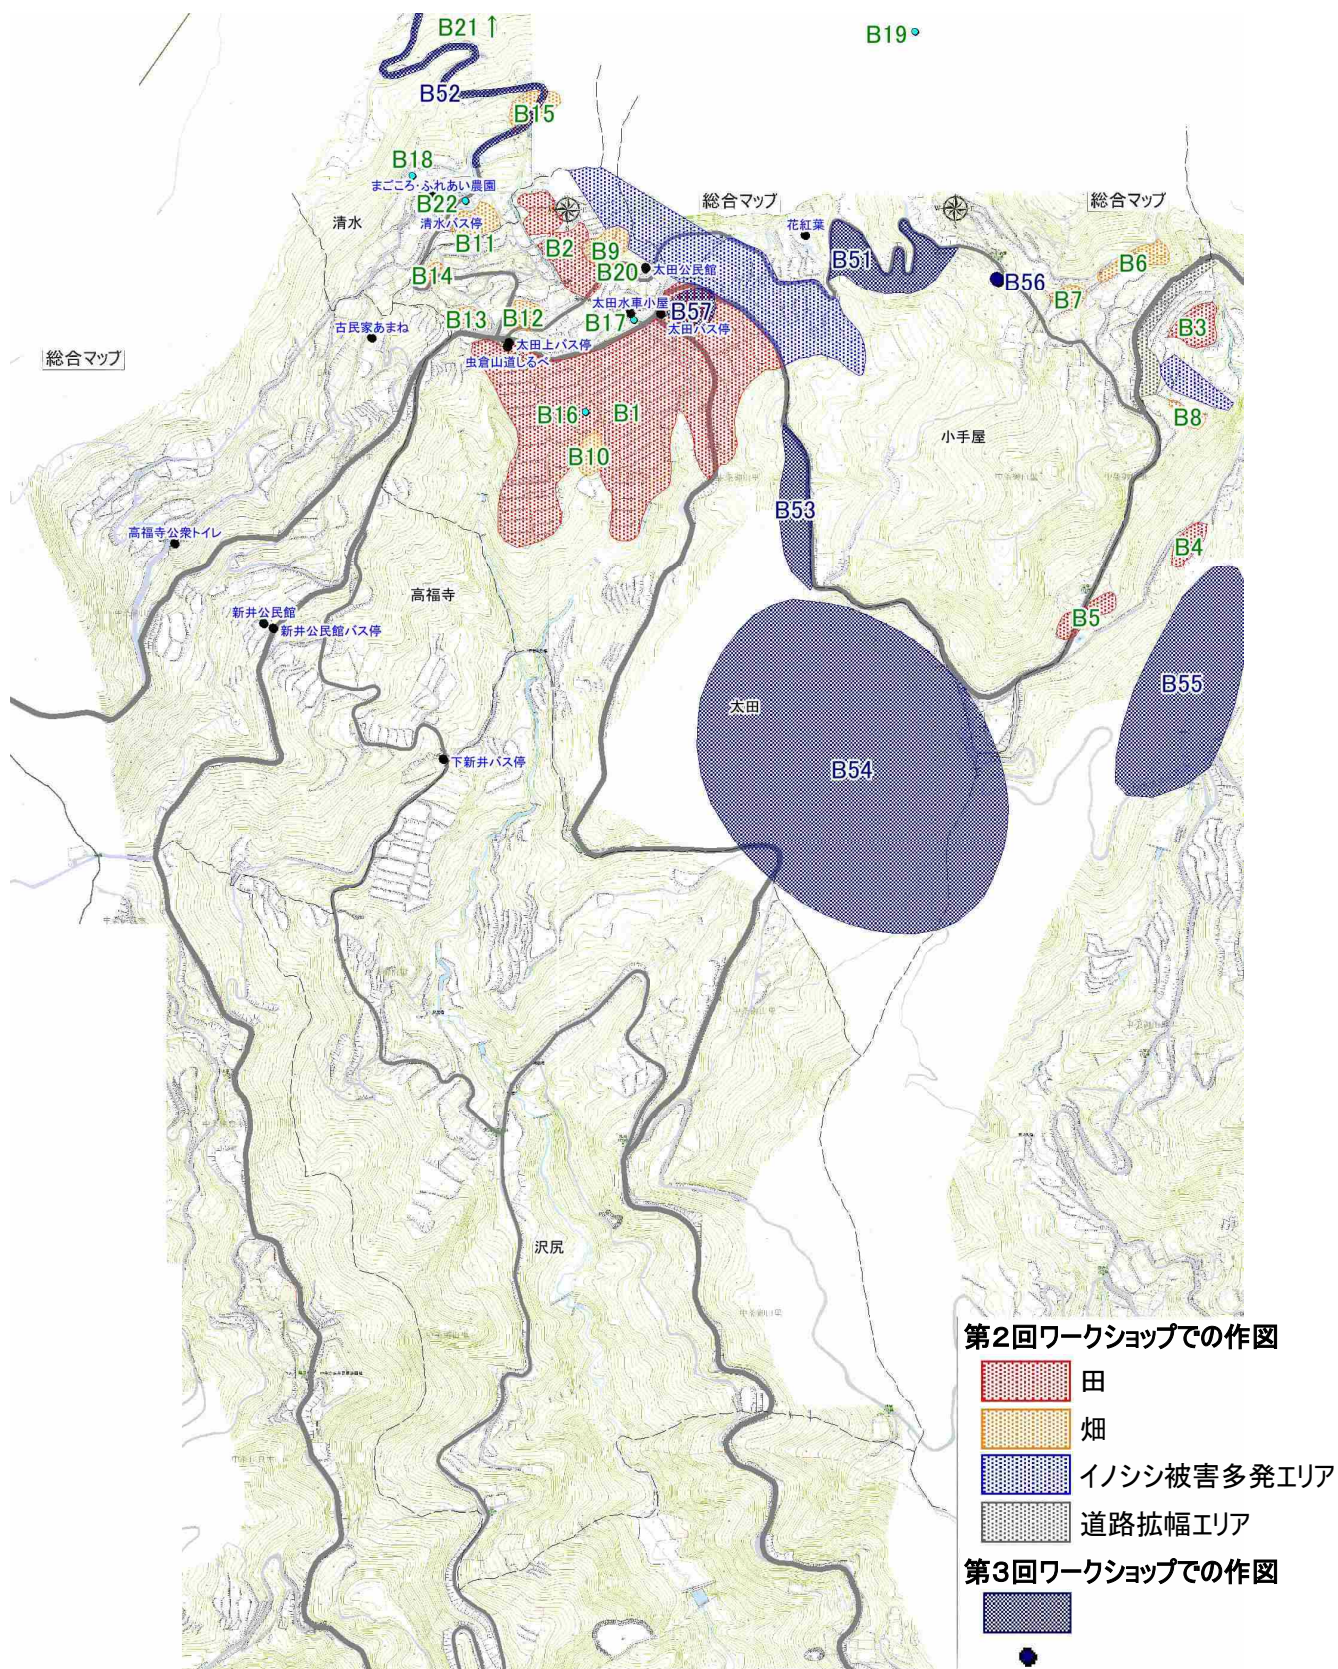 B21↑
B19
B52
B15
B18
まごころ・ふれあい農園
総合マップ
総合マップ
B22
清水
清水バス停
花紅葉
B11
B2
B9
B51
B6
B20
太田公民館
B14
B56
B7
太田水車小屋
B57
B3
B13
B12
B17
太田バス停
古民家あまね
太田上バス停
総合マップ
虫倉山道しるべ
B16
B1
B8
小手屋
B10
B53
高福寺公衆トイレ
B4
高福寺
新井公民館
B5
新井公民館バス停
B55
太田
下新井バス停
B54
沢尻
第2回ワークショップでの作図
田
畑
イノシシ被害多発エリア
道路拡幅エリア
第3回ワークショップでの作図